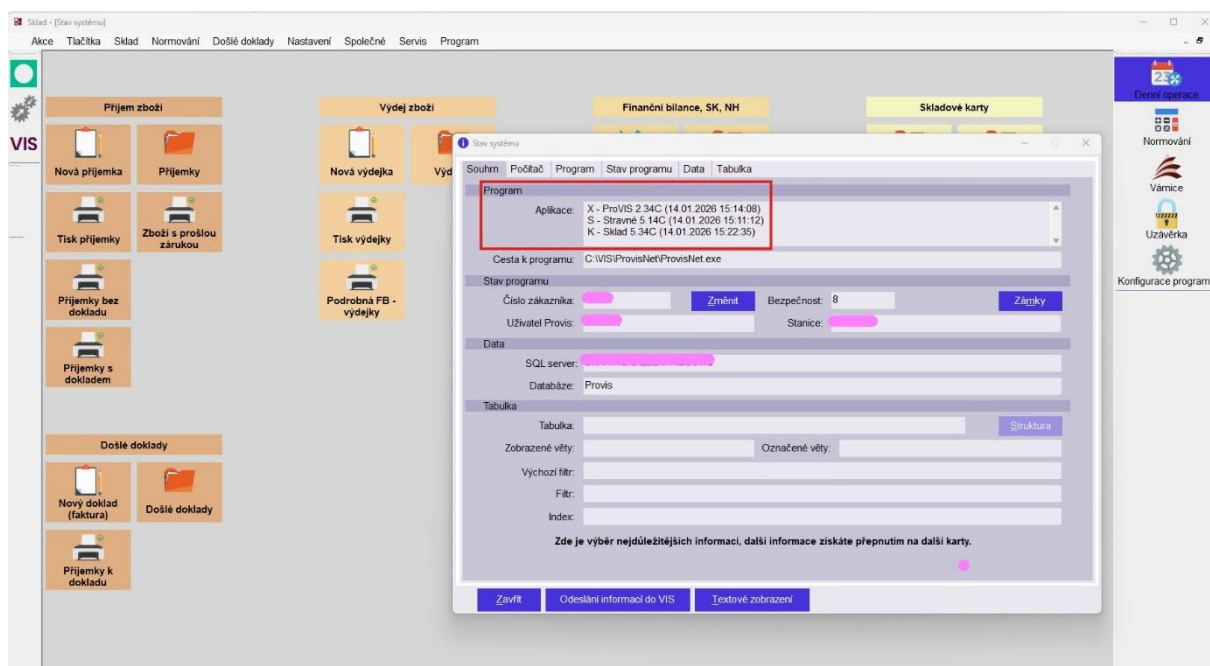 Sklad - [Stav systému]
Akce Tlačítka Sklad Normování Došlé doklady Nastavení Společné Servis Program
VIS
Příjem zboží
Nová příjemka
Příjemky
Tisk příjemky
Zboží s prošlou
zárukou
Příjemky bez
dokladu
Příjemky s
dokladem
Došlé doklady
Nový doklad
(faktura)
Došlé doklady
Příjemky k
dokladu
Výdej zboží
Nová výdejka
Výd
Tisk výdejky
Podrobná FB -
výdejky
Finanční bilance, SK, NH
Skladové karty
Stav systému
Souhrn Počítač Program Stav programu Data Tabulka
Program
Aplikace: X - ProVIS 2.34C (14.01.2026 15:14:08)
S - Stravné 5.14C (14.01.2026 15:11:12)
K - Sklad 5.34C (14.01.2026 15:22:35)
Cesta k programu: C:\VIS\ProvisNet\ProvisNet.exe
Stav programu
Číslo zákazníka: Změnit Bezpečnost: 8 Zámky
Uživatel Provis: Stanice:
Data
SQL server:
Databáze: Provis
Tabulka
Tabulka: Struktura
Zobrazené věty: Označené věty:
Výchozí filtr:
Filtr:
Index:
Zde je výběr nejdůležitějších informací, další informace získáte přepnutím na další karty.
Zavřít Odeslání informací do VIS Textové zobrazení
23
Denní operace
Normování
Várnice
Uzávěrka
Konfigurace program